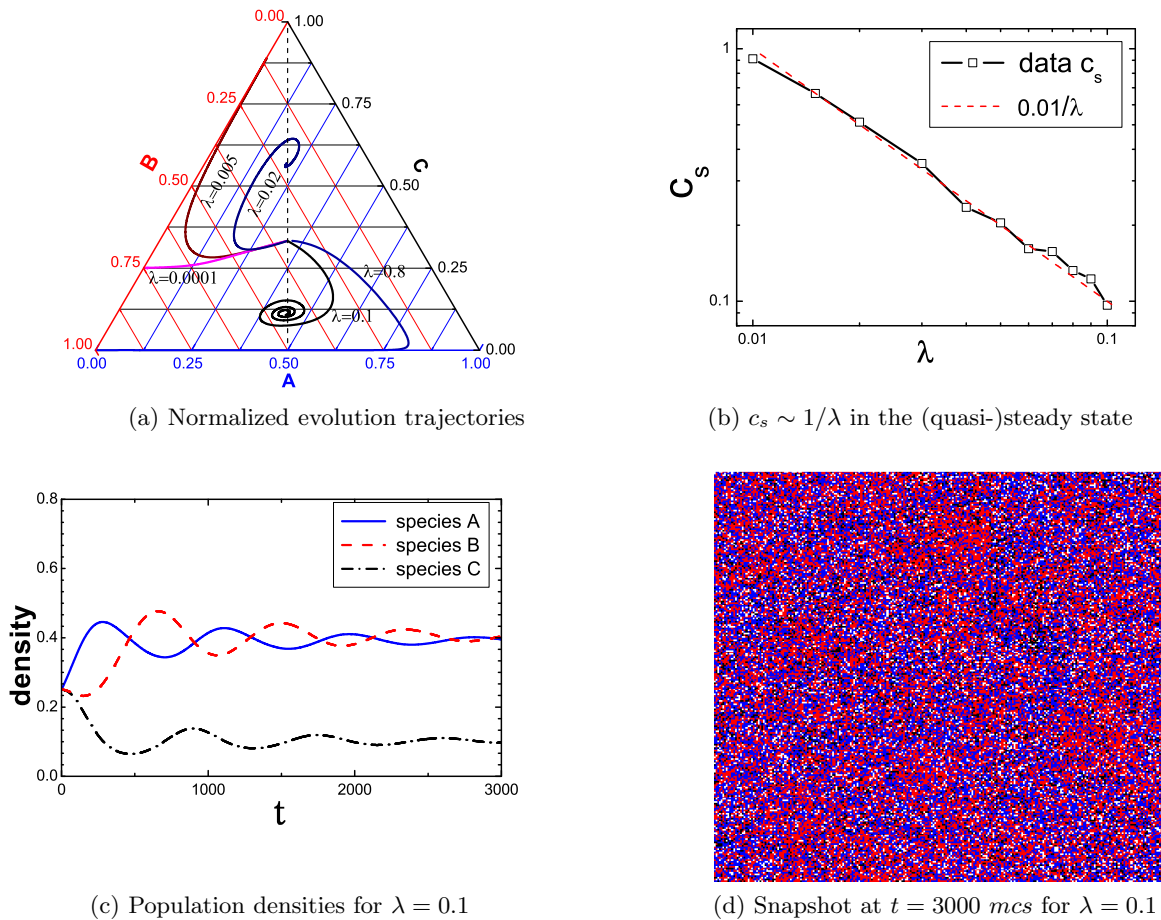 0.00
1.00
0.25
0.75
B
C
0.50
0.50
λ=0.005
λ=0.02
0.75
0.25
λ=0.0001
λ=0.8
λ=0.1
1.00
0.00
0.00
0.25
0.50
0.75
1.00
A
(a) Normalized evolution trajectories
1
data c_s
0.01/λ
C_s
0.1
0.01
0.1
λ
(b) c_s ∼ 1/λ in the (quasi-)steady state
0.8
species A
species B
species C
0.6
density
0.4
0.2
0.0
0
1000
2000
3000
t
(c) Population densities for λ = 0.1
(d) Snapshot at t = 3000 mcs for λ = 0.1